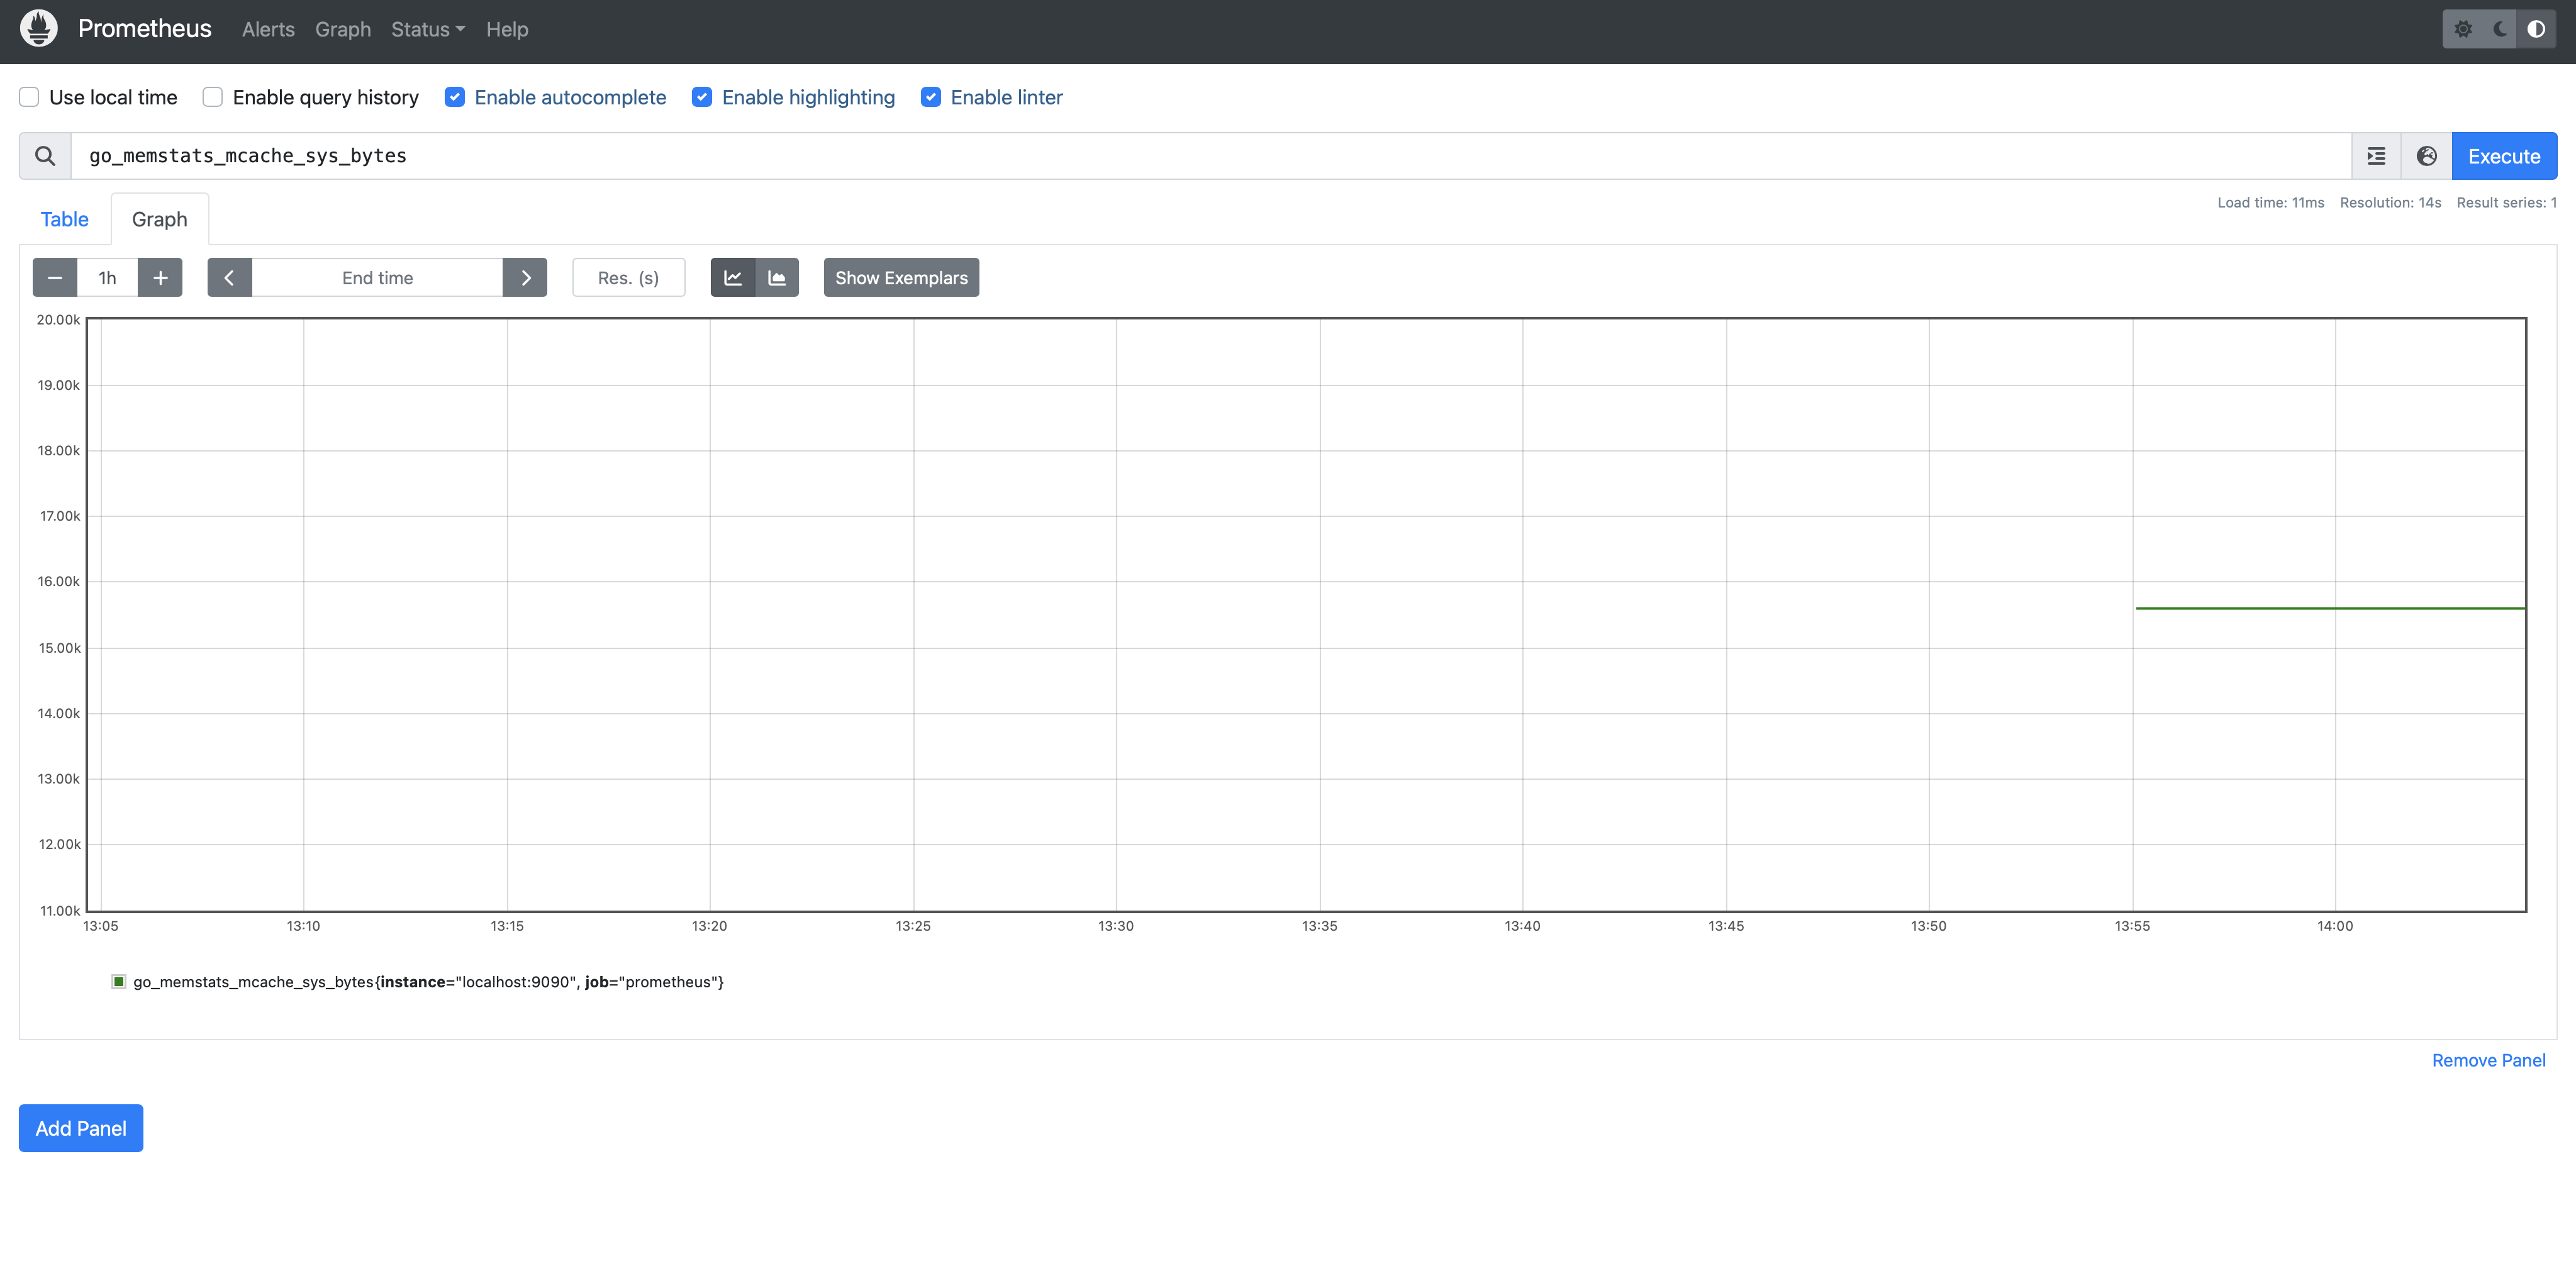 Prometheus Alerts Graph Status Help
Use local time Enable query history Enable autocomplete Enable highlighting Enable linter
go_memstats_mcache_sys_bytes Execute
Table Graph Load time: 11ms Resolution: 14s Result series: 1
1h End time Res. (s) Show Exemplars
20.00k
19.00k
18.00k
17.00k
16.00k
15.00k
14.00k
13.00k
12.00k
11.00k
13:05 13:10 13:15 13:20 13:25 13:30 13:35 13:40 13:45 13:50 13:55 14:00
go_memstats_mcache_sys_bytes{instance="localhost:9090", job="prometheus"}
Remove Panel
Add Panel